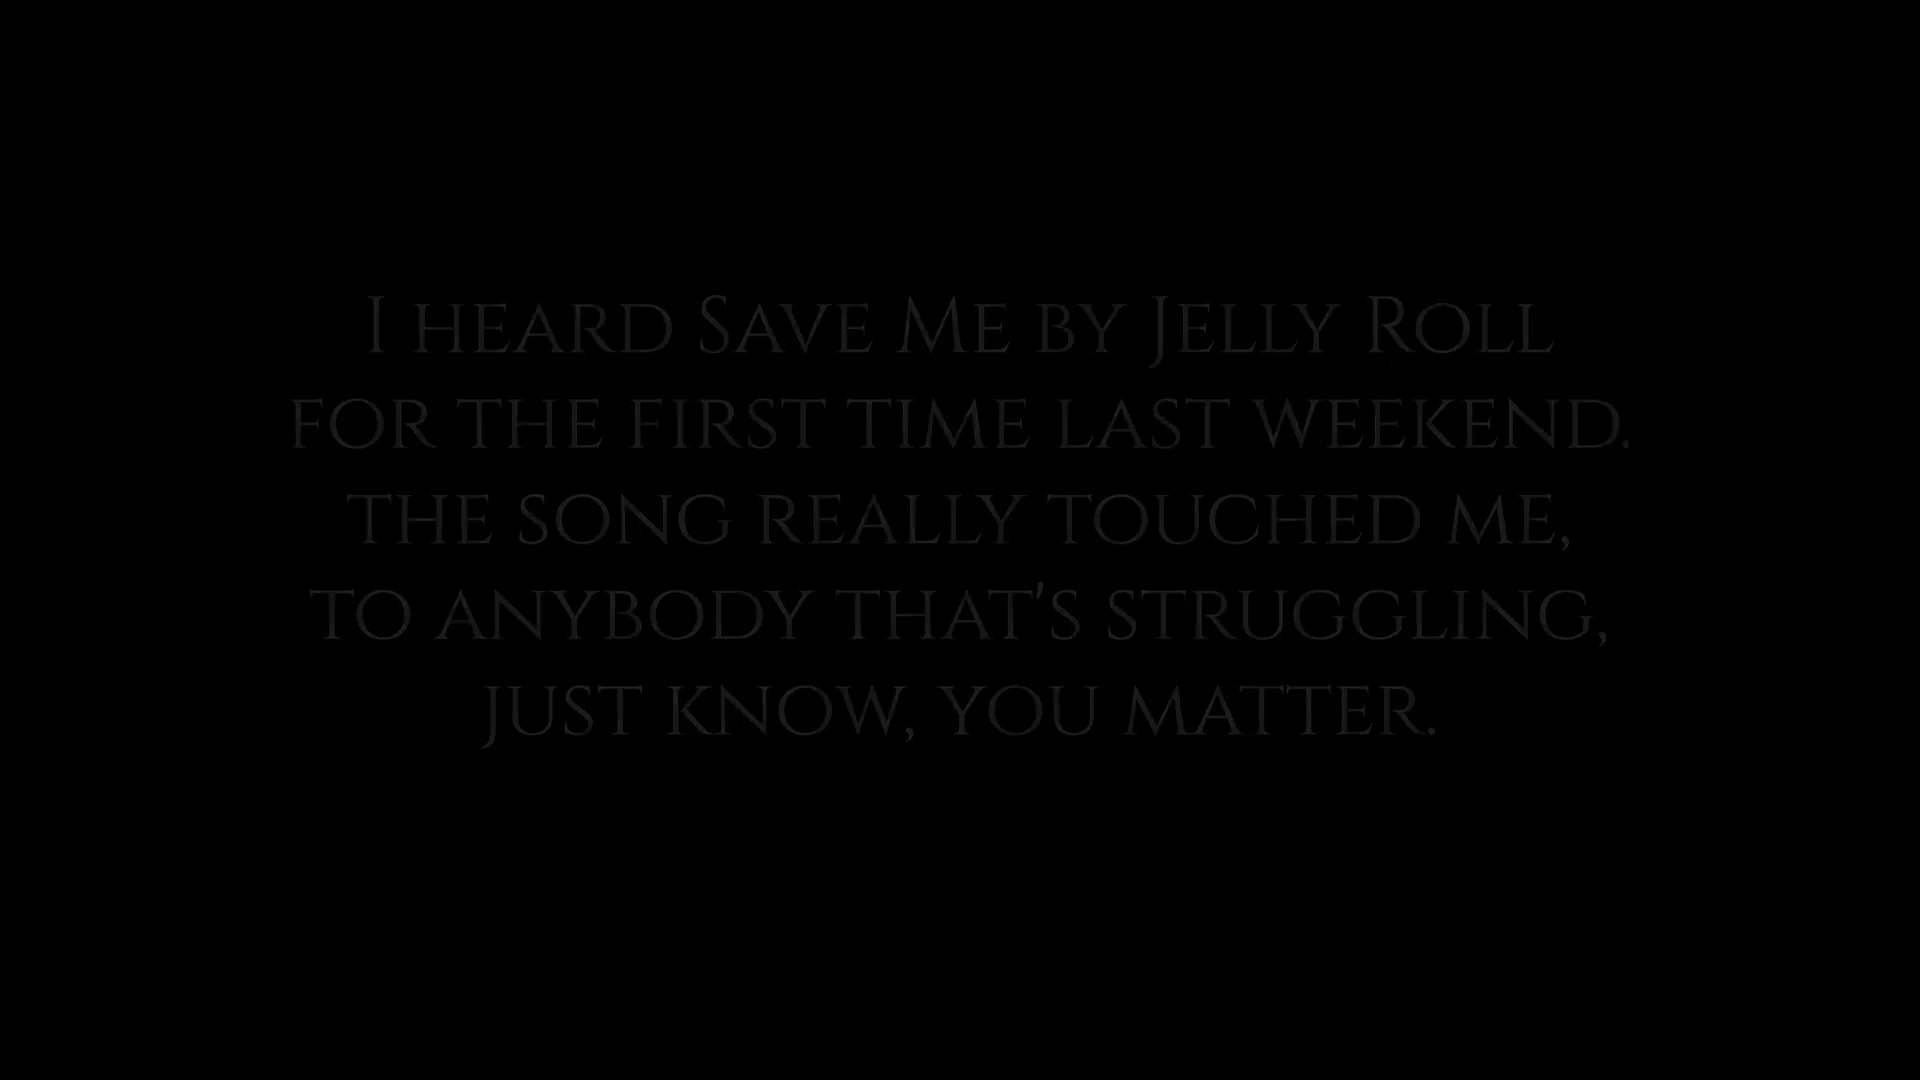 I heard Save Me by Jelly Roll
for the first time last weekend.
the song really touched me,
to anybody that's struggling,
just know, you matter.